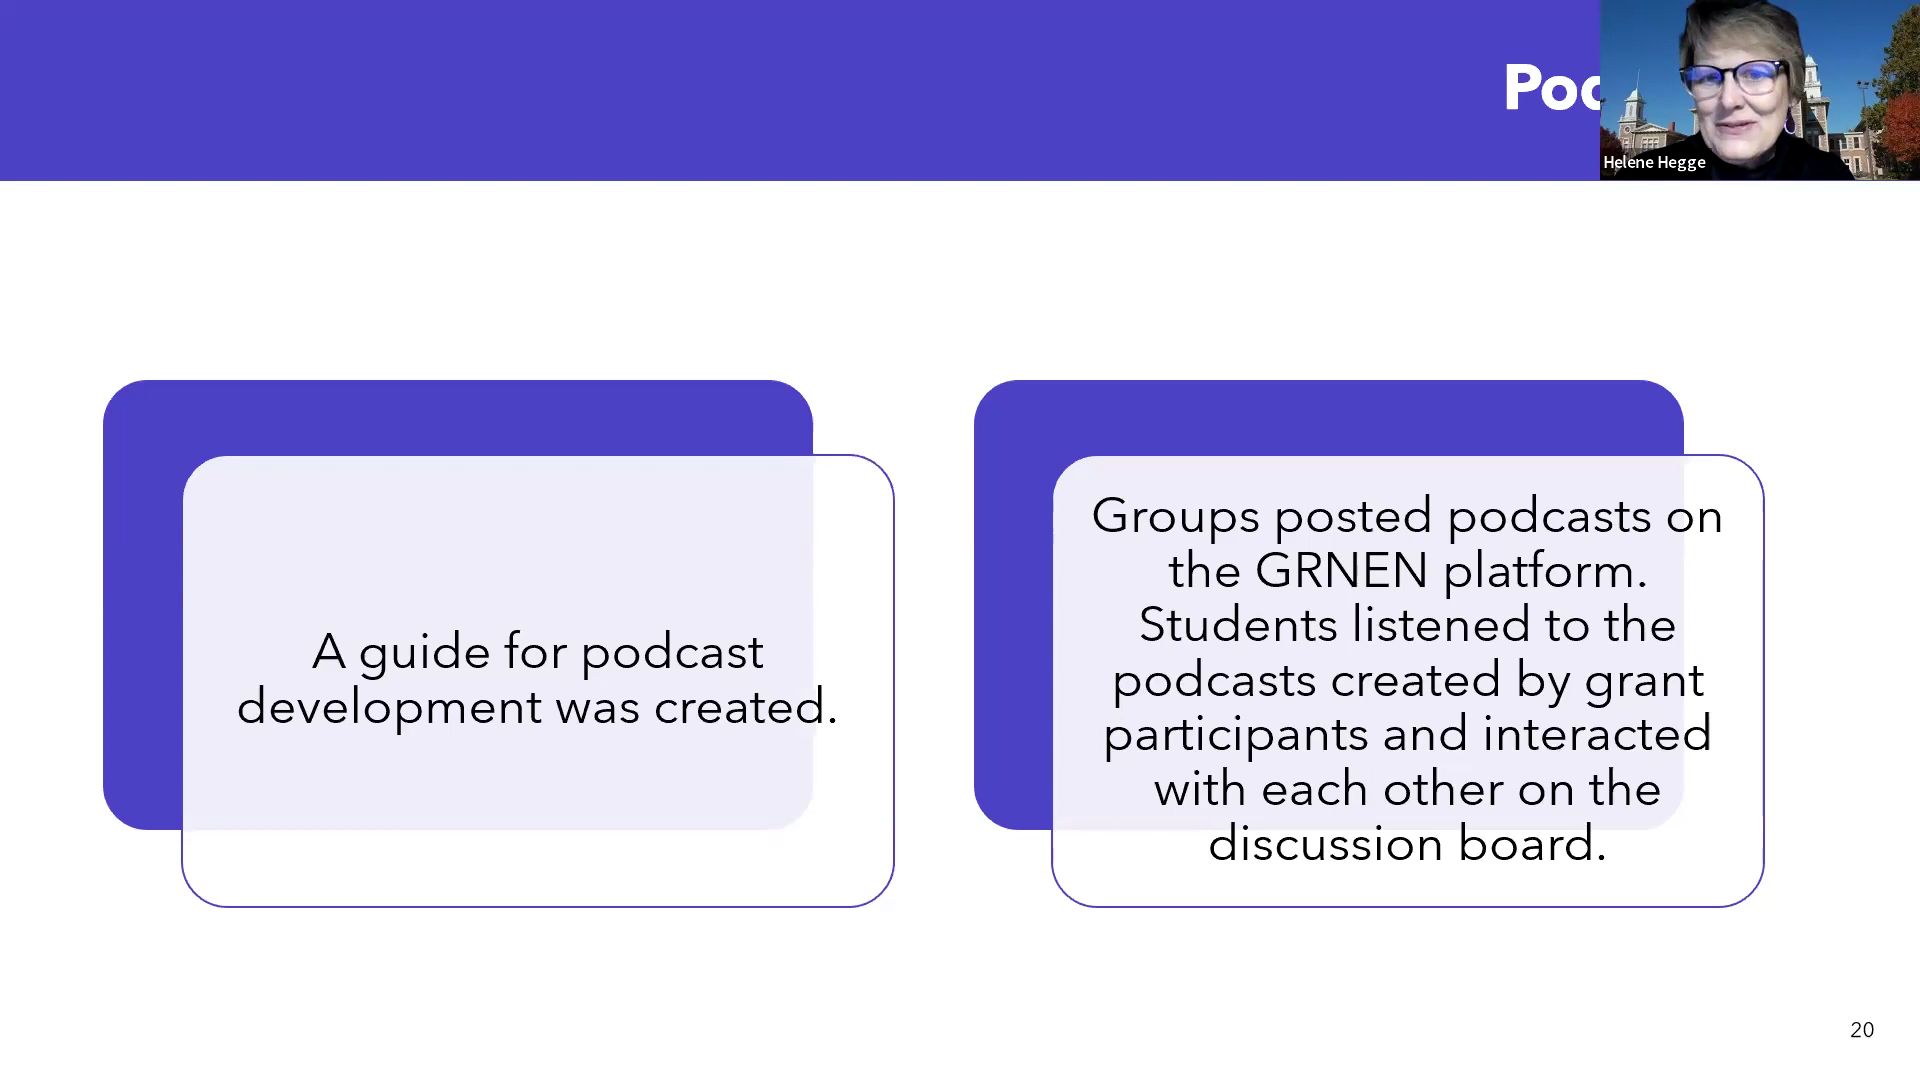 Helene Hegge
A guide for podcast
development was created.
Groups posted podcasts on
the GRNEN platform.
Students listened to the
podcasts created by grant
participants and interacted
with each other on the
discussion board.
20